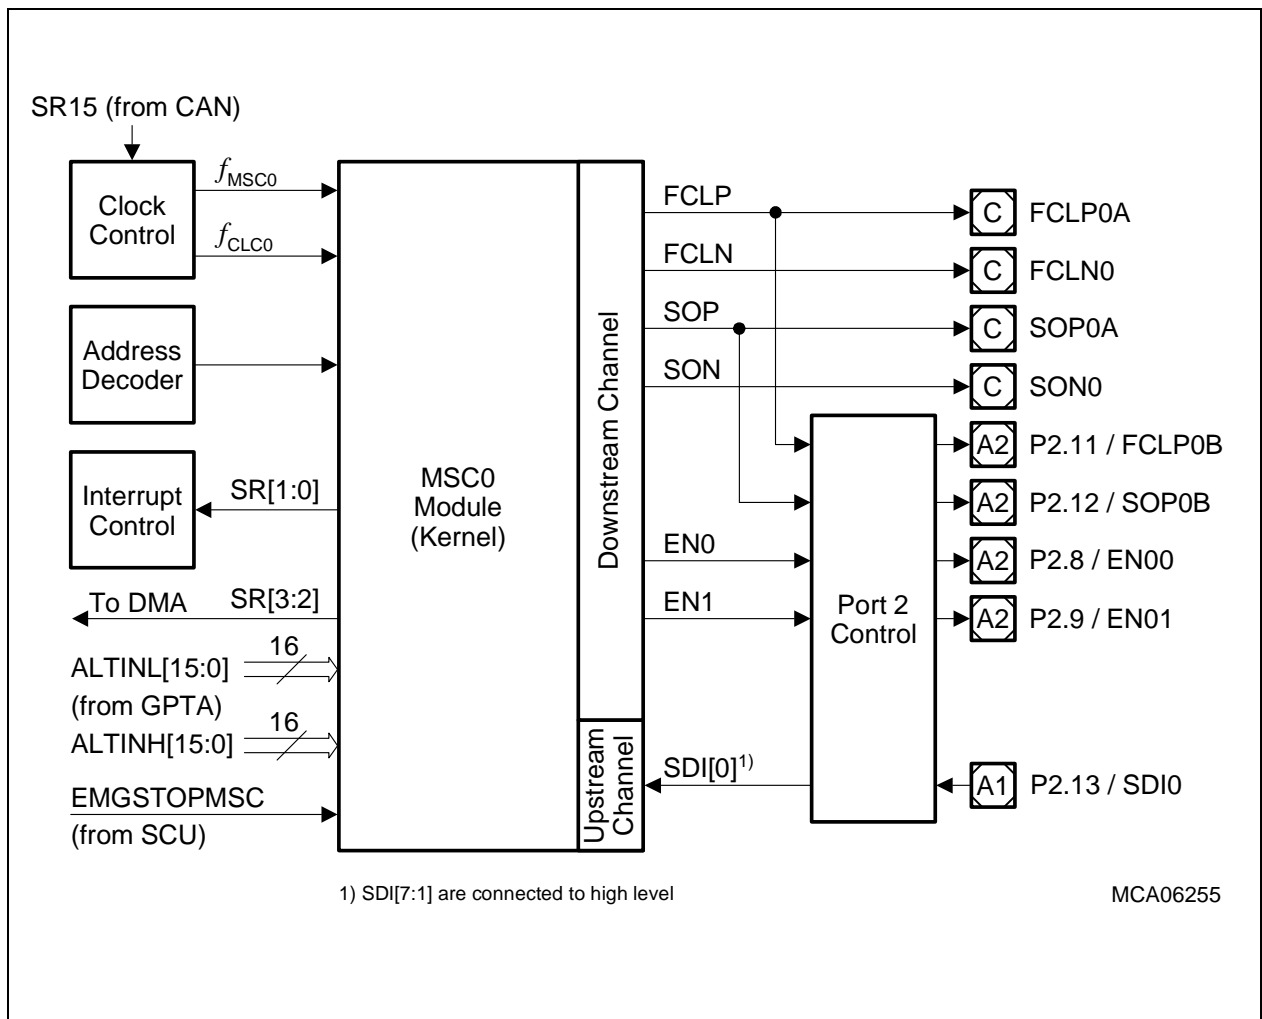 SR15 (from CAN)
Clock
Control
fMSC0
fCLC0
Address
Decoder
Interrupt
Control
SR[1:0]
To DMA
SR[3:2]
ALTINL[15:0]
16
(from GPTA)
ALTINH[15:0]
16
EMGSTOPMSC
(from SCU)
MSC0
Module
(Kernel)
Downstream Channel
Upstream
Channel
FCLP
FCLN
SOP
SON
EN0
EN1
SDI[0]1)
Port 2
Control
C FCLP0A
C FCLN0
C SOP0A
C SON0
A2 P2.11 / FCLP0B
A2 P2.12 / SOP0B
A2 P2.8 / EN00
A2 P2.9 / EN01
A1 P2.13 / SDI0
1) SDI[7:1] are connected to high level
MCA06255